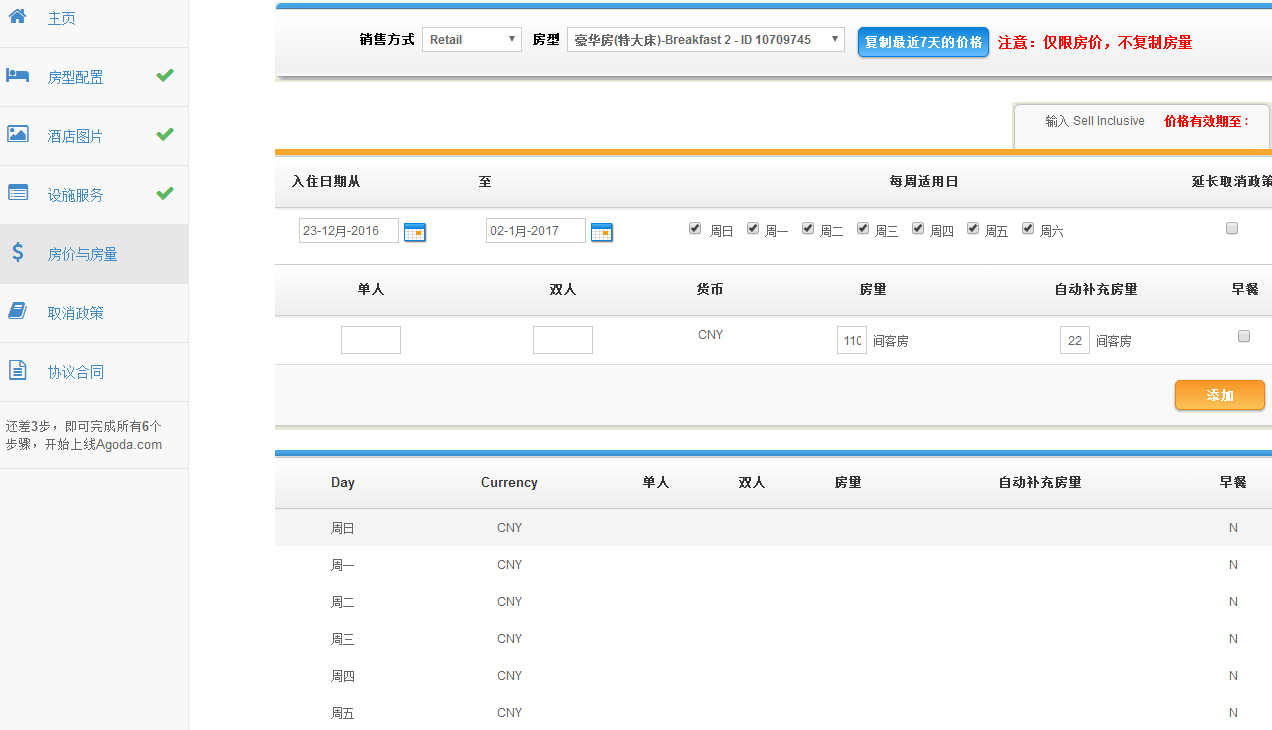 主页
房型配置
酒店图片
设施服务
房价与房量
取消政策
协议合同
还差3步，即可完成所有6个
步骤，开始上线Agoda.com
销售方式 Retail 房型 豪华房(特大床)-Breakfast 2 - ID 10709745 复制最近7天的价格 注意：仅限房价，不复制房量
输入 Sell Inclusive 价格有效期至：
入住日期从 至 每周适用日 延长取消政策
23-12月-2016 02-1月-2017 周日 周一 周二 周三 周四 周五 周六
单人 双人 货币 房量 自动补充房量 早餐
CNY 110 间客房 22 间客房
添加
Day Currency 单人 双人 房量 自动补充房量 早餐
周日 CNY N
周一 CNY N
周二 CNY N
周三 CNY N
周四 CNY N
周五 CNY N